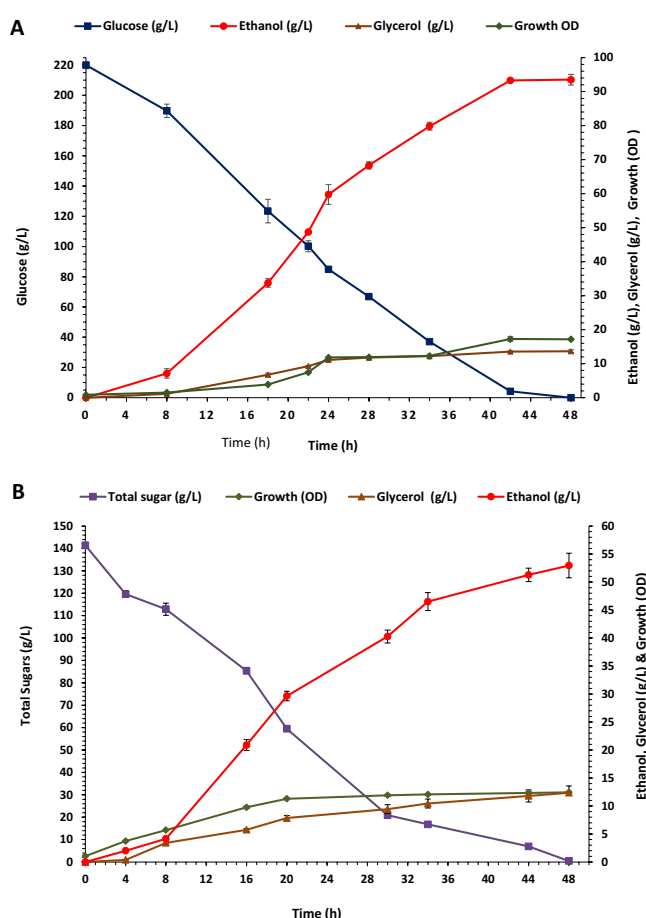 A
Glucose (g/L) Ethanol (g/L) Glycerol (g/L) Growth OD
220 200 180 160 140 120 100 80 60 40 20 0
Glucose (g/L)
100 90 80 70 60 50 40 30 20 10 0
Ethanol (g/L), Glycerol (g/L), Growth (OD)
0 4 8 12 16 20 24 28 32 36 40 44 48
Time (h) Time (h)
B
Total sugar (g/L) Growth (OD) Glycerol (g/L) Ethanol (g/L)
150 140 130 120 110 100 90 80 70 60 50 40 30 20 10 0
Total Sugars (g/L)
60 55 50 45 40 35 30 25 20 15 10 5 0
Ethanol. Glycerol (g/L) & Growth (OD)
0 4 8 12 16 20 24 28 32 36 40 44 48
Time (h)